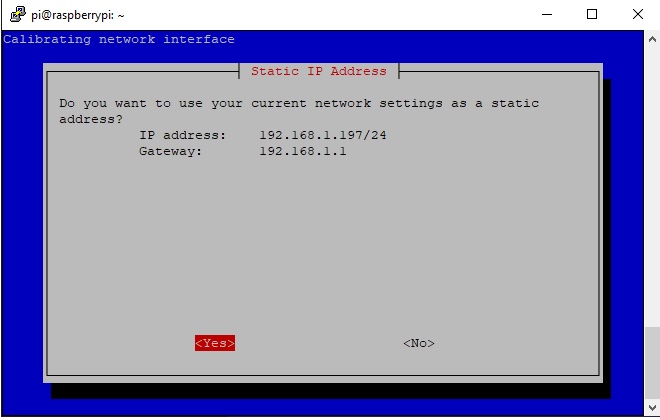 pi@raspberrypi: ~
Calibrating network interface
Static IP Address
Do you want to use your current network settings as a static
address?
IP address: 192.168.1.197/24
Gateway: 192.168.1.1
<Yes> <No>